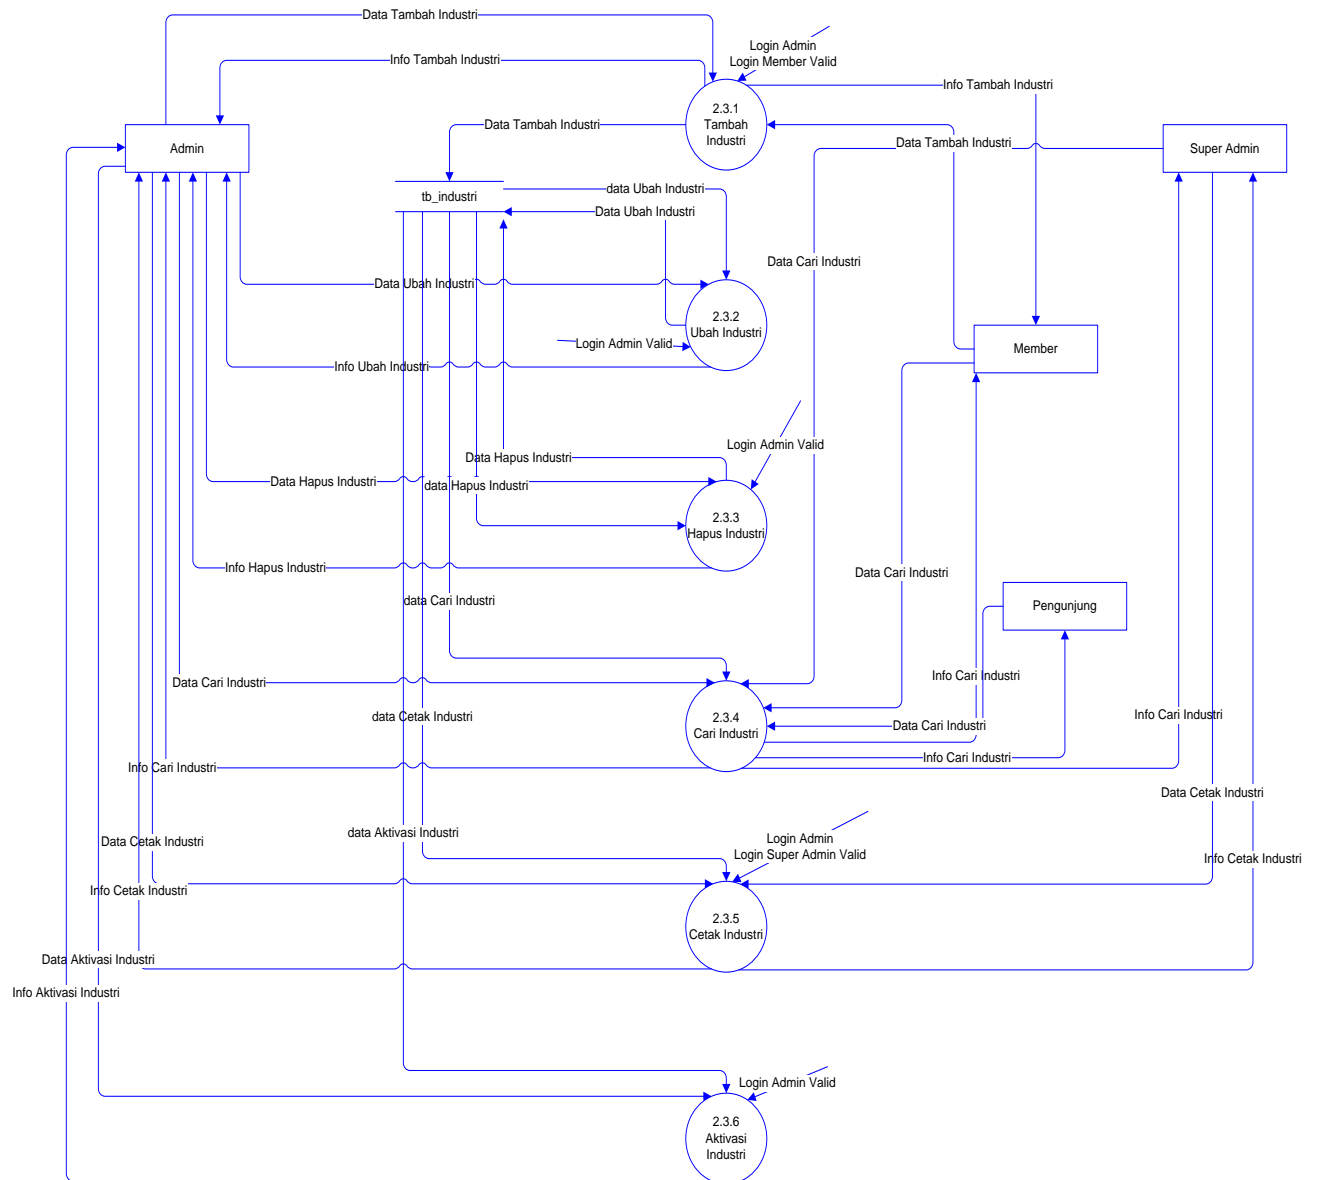 Data Tambah Industri
Login Admin
Login Member Valid
Info Tambah Industri
Info Tambah Industri
2.3.1
Tambah
Industri
Data Tambah Industri
Admin
Data Tambah Industri
Super Admin
tb_industri
data Ubah Industri
Data Ubah Industri
Data Cari Industri
Data Ubah Industri
2.3.2
Ubah Industri
Login Admin Valid
Member
Info Ubah Industri
Login Admin Valid
Data Hapus Industri
Data Hapus Industri
data Hapus Industri
2.3.3
Hapus Industri
Info Hapus Industri
Data Cari Industri
data Cari Industri
Pengunjung
Info Cari Industri
Data Cari Industri
data Cetak Industri
2.3.4
Cari Industri
Data Cari Industri
Info Cari Industri
Info Cari Industri
Info Cari Industri
Data Cetak Industri
data Aktivasi Industri
Login Admin
Login Super Admin Valid
Data Cetak Industri
Info Cetak Industri
Info Cetak Industri
2.3.5
Cetak Industri
Data Aktivasi Industri
Info Aktivasi Industri
Login Admin Valid
2.3.6
Aktivasi
Industri